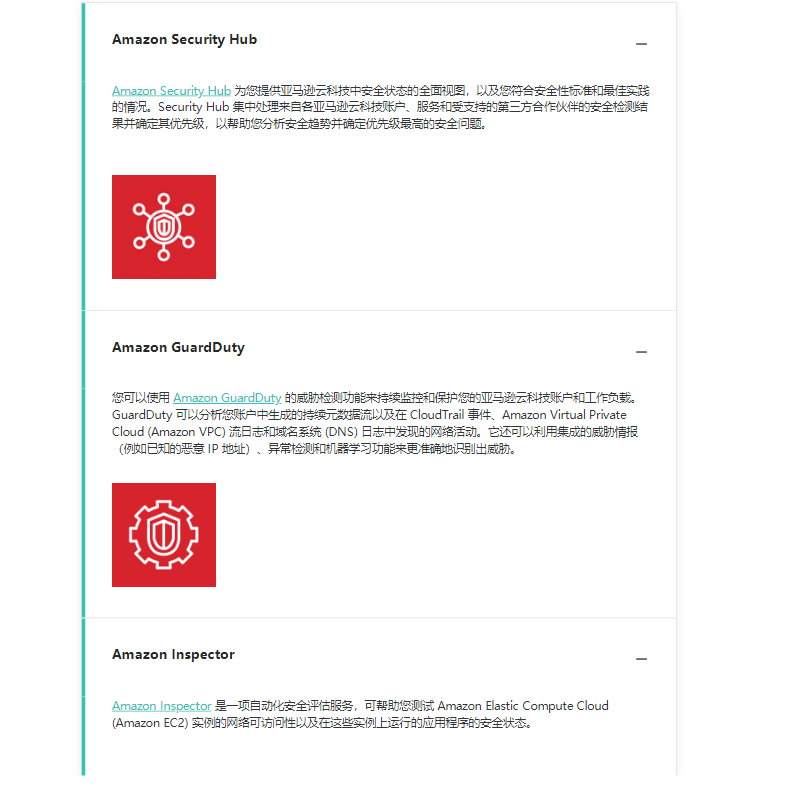 Amazon Security Hub
Amazon Security Hub 为您提供亚马逊云科技中安全状态的全面视图，以及您符合安全性标准和最佳实践
的情况。Security Hub 集中处理来自各亚马逊云科技账户、服务和受支持的第三方合作伙伴的安全检测结
果并确定其优先级，以帮助您分析安全趋势并确定优先级最高的安全问题。
Amazon GuardDuty
您可以使用 Amazon GuardDuty 的威胁检测功能来持续监控和保护您的亚马逊云科技账户和工作负载。
GuardDuty 可以分析您账户中生成的持续元数据流以及在 CloudTrail 事件、Amazon Virtual Private
Cloud (Amazon VPC) 流日志和域名系统 (DNS) 日志中发现的网络活动。它还可以利用集成的威胁情报
（例如已知的恶意 IP 地址）、异常检测和机器学习功能来更准确地识别出威胁。
Amazon Inspector
Amazon Inspector 是一项自动化安全评估服务，可帮助您测试 Amazon Elastic Compute Cloud
(Amazon EC2) 实例的网络可访问性以及在这些实例上运行的应用程序的安全状态。